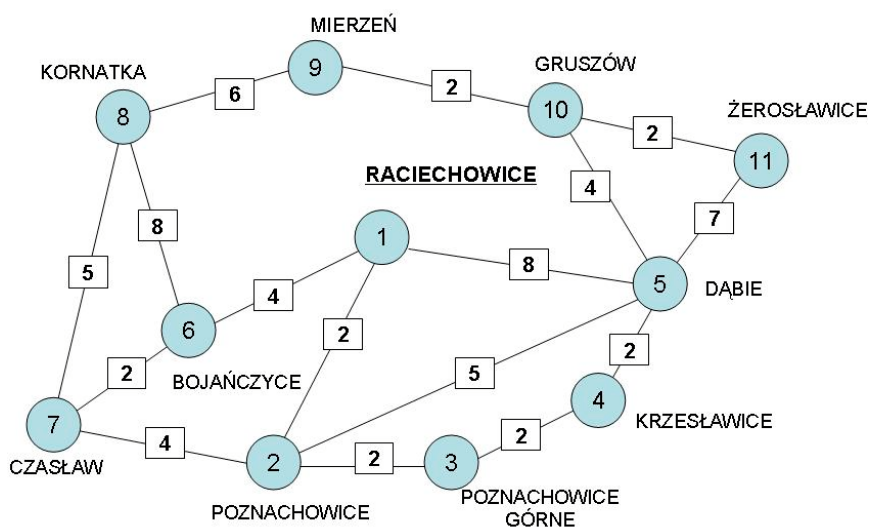 MIERZEŃ
KORNATKA
9
GRUSZÓW
6
2
8
10
ŻEROSŁAWICE
2
11
RACIECHOWICE
4
8
7
1
5
4
8
5
DĄBIE
6
2
2
BOJAŃCZYCE
5
2
4
7
KRZESŁAWICE
4
2
CZASŁAW
2
2
3
POZNACHOWICE
POZNACHOWICE
GÓRNE